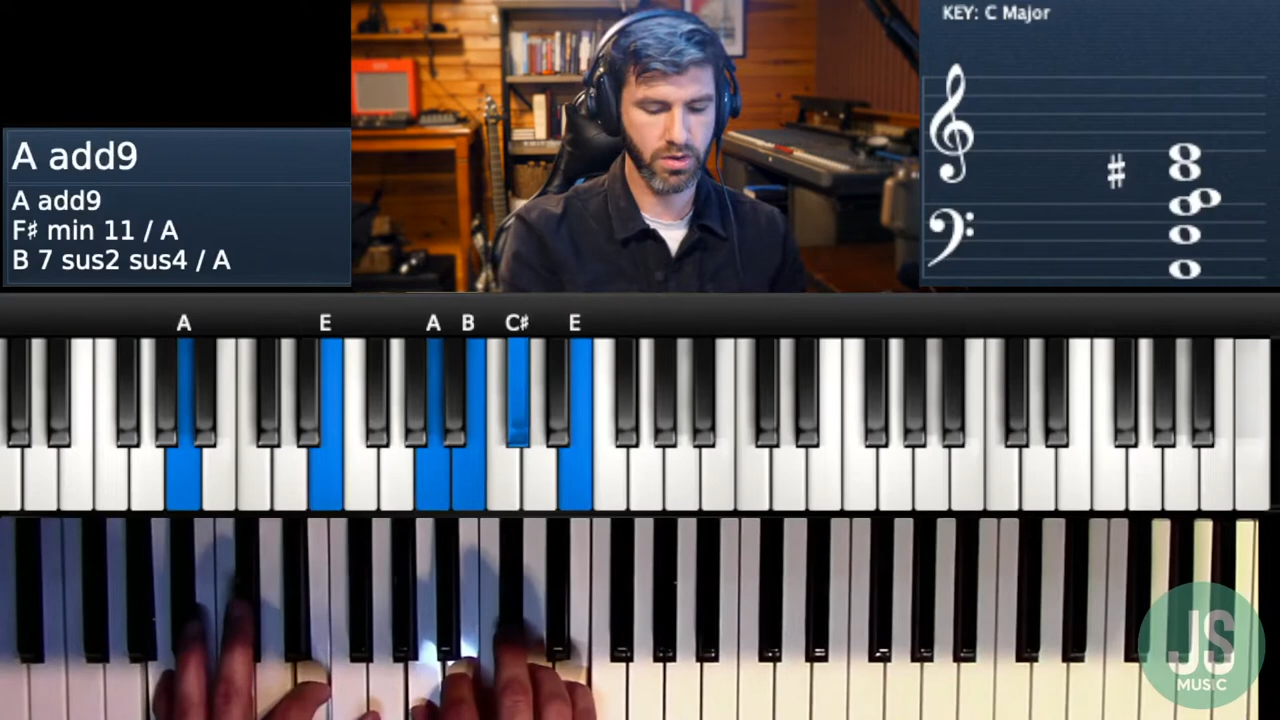 KEY: C Major
A add9
A add9
F♯ min 11 / A
B 7 sus2 sus4 / A
A E A B C♯ E
JS
MUSIC